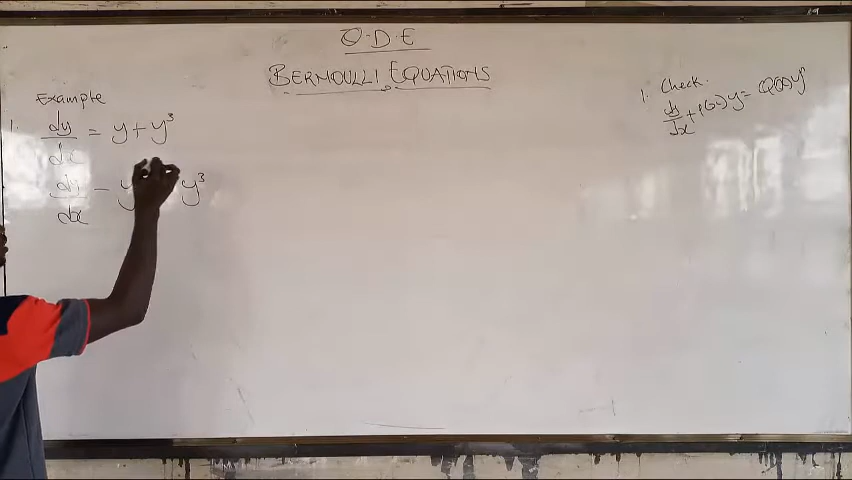 O.D.E
BERNOULLI EQUATIONS
Example
1. dy/dx = y + y³
dy/dx - y y³
1. Check.
dy/dx + P(x)y = Q(x)yⁿ